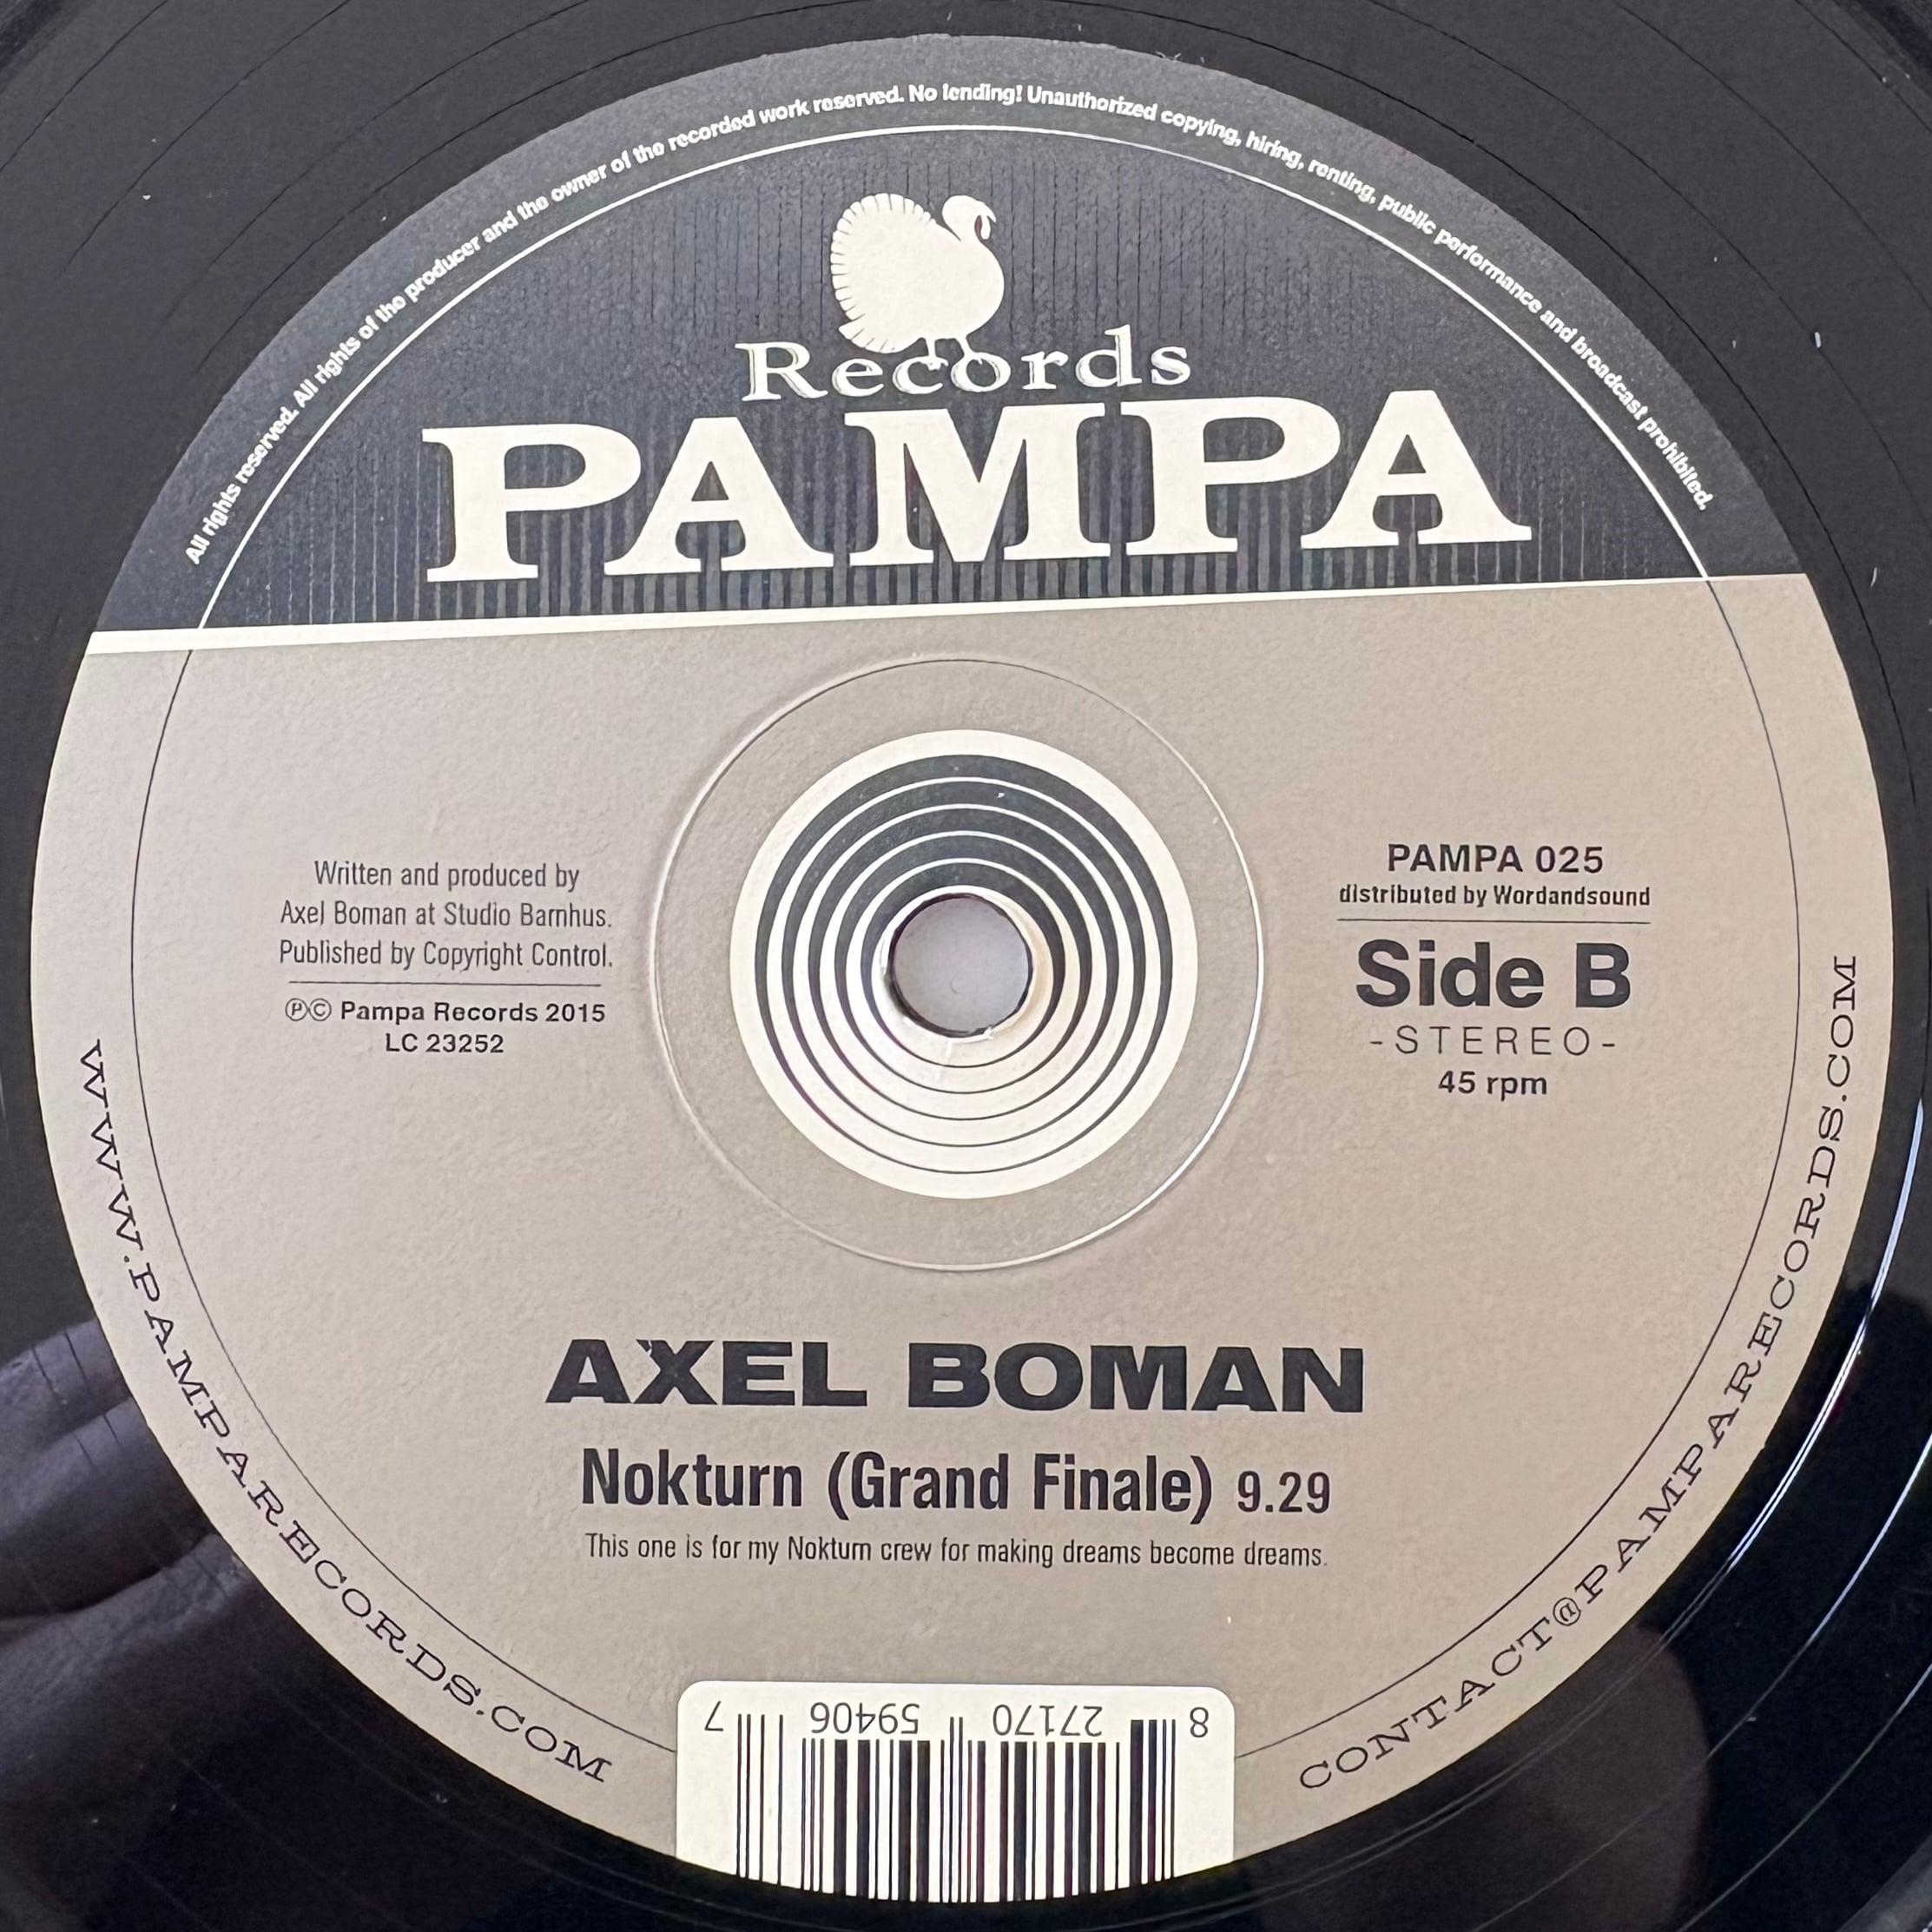 All rights reserved. All rights of the producer and the owner of the recorded work reserved. No lending! Unauthorized copying, hiring, renting, public performance and broadcast prohibited.
Records
PAMPA
Written and produced by
Axel Boman at Studio Barnhus.
Published by Copyright Control.
ⓅⒸ Pampa Records 2015
LC 23252
PAMPA 025
distributed by Wordandsound
Side B
-STEREO-
45 rpm
AXEL BOMAN
Nokturn (Grand Finale) 9.29
This one is for my Nokturn crew for making dreams become dreams.
WWW.PAMPARECORDS.COM
CONTACT@PAMPARECORDS.COM
8 27170 59406 7